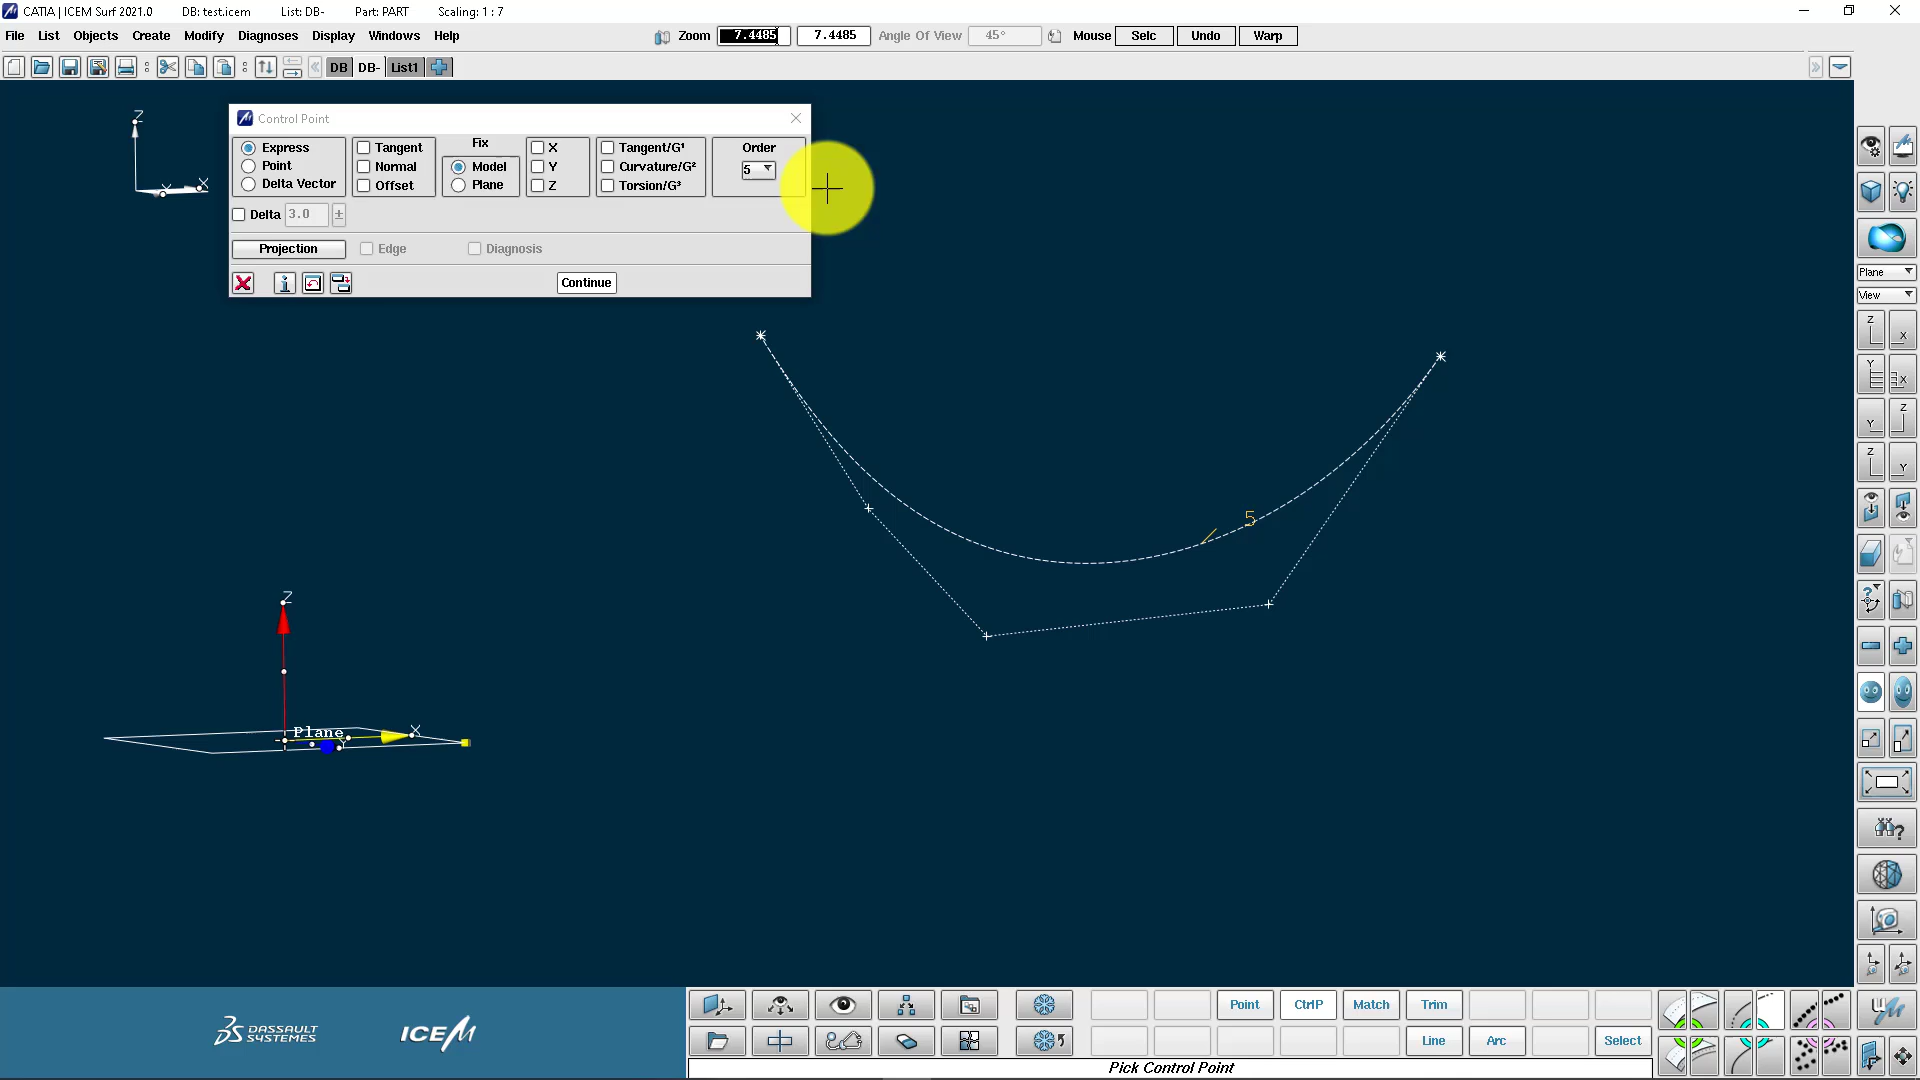 CATIA | ICEM Surf 2021.0 DB: test.icem List: DB- Part: PART Scaling: 1 : 7
File List Objects Create Modify Diagnoses Display Windows Help Zoom 7.4485 7.4485 Angle Of View 45° Mouse Selc Undo Warp
DB DB- List1
Z
X
Control Point
Express Tangent Fix X Tangent/G¹ Order
Point Normal Model Y Curvature/G² 5
Delta Vector Offset Plane Z Torsion/G³
Delta 3.0 ±
Projection Edge Diagnosis
Continue
Plane
View
Z
X
Y
X
Z
Y
Z
Y
5
Z
Plane
X
DASSAULT SYSTEMES
ICEM
Point CtrlP Match Trim
Line Arc Select
Pick Control Point